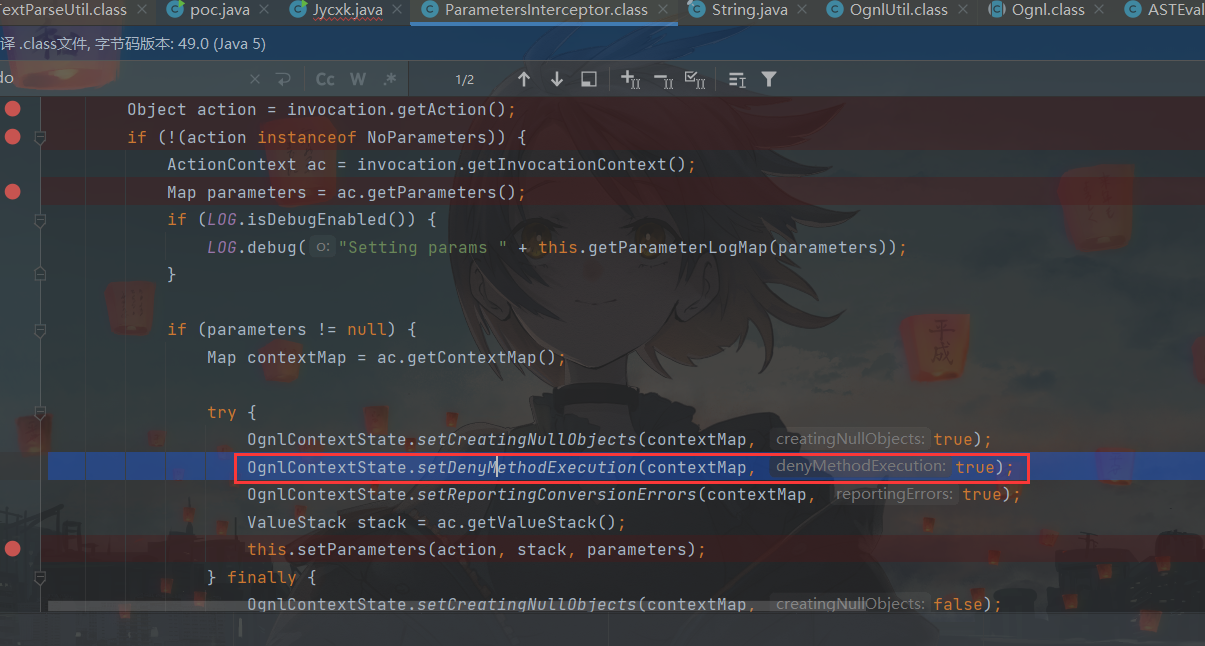 TextParseUtil.class poc.java Jycxk.java ParametersInterceptor.class String.java OgnlUtil.class Ognl.class ASTEval
译 .class文件, 字节码版本: 49.0 (Java 5)
do Cc W .* 1/2
Object action = invocation.getAction();
if (!(action instanceof NoParameters)) {
ActionContext ac = invocation.getInvocationContext();
Map parameters = ac.getParameters();
if (LOG.isDebugEnabled()) {
LOG.debug( o: "Setting params " + this.getParameterLogMap(parameters));
}
if (parameters != null) {
Map contextMap = ac.getContextMap();
try {
OgnlContextState.setCreatingNullObjects(contextMap, creatingNullObjects: true);
OgnlContextState.setDenyMethodExecution(contextMap, denyMethodExecution: true);
OgnlContextState.setReportingConversionErrors(contextMap, reportingErrors: true);
ValueStack stack = ac.getValueStack();
this.setParameters(action, stack, parameters);
} finally {
OgnlContextState.setCreatingNullObjects(contextMap, creatingNullObjects: false);
平成